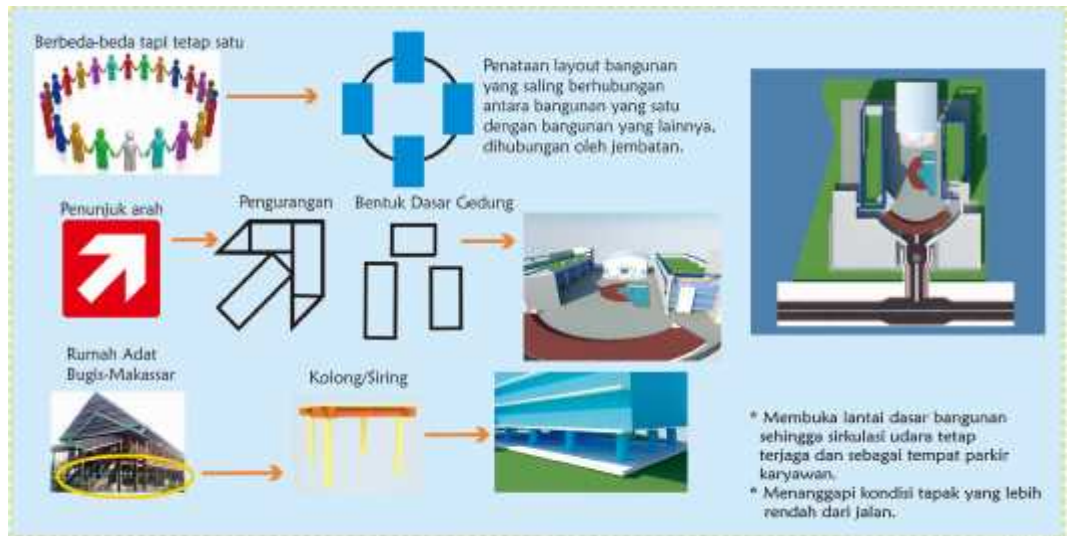 Berbeda-beda tapi tetap satu
Penataan layout bangunan
yang saling berhubungan
antara bangunan yang satu
dengan bangunan yang lainnya,
dihubungan oleh jembatan.
Penunjuk arah
Pengurangan
Bentuk Dasar Gedung
Rumah Adat
Bugis-Makassar
Kolong/Siring
* Membuka lantai dasar bangunan
sehingga sirkulasi udara tetap
terjaga dan sebagai tempat parkir
karyawan.
* Menanggapi kondisi tapak yang lebih
rendah dari jalan.